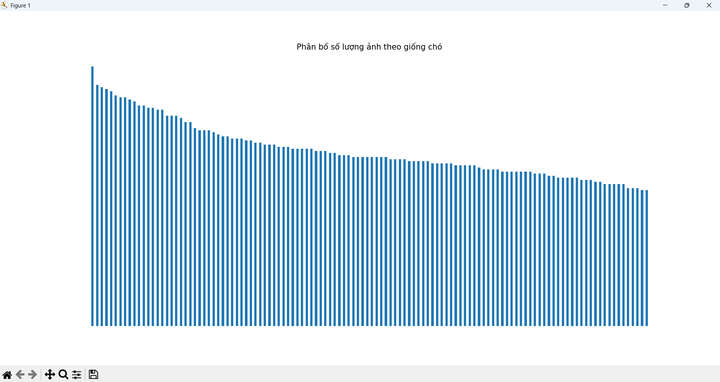 Figure 1
Phân bố số lượng ảnh theo giống chó